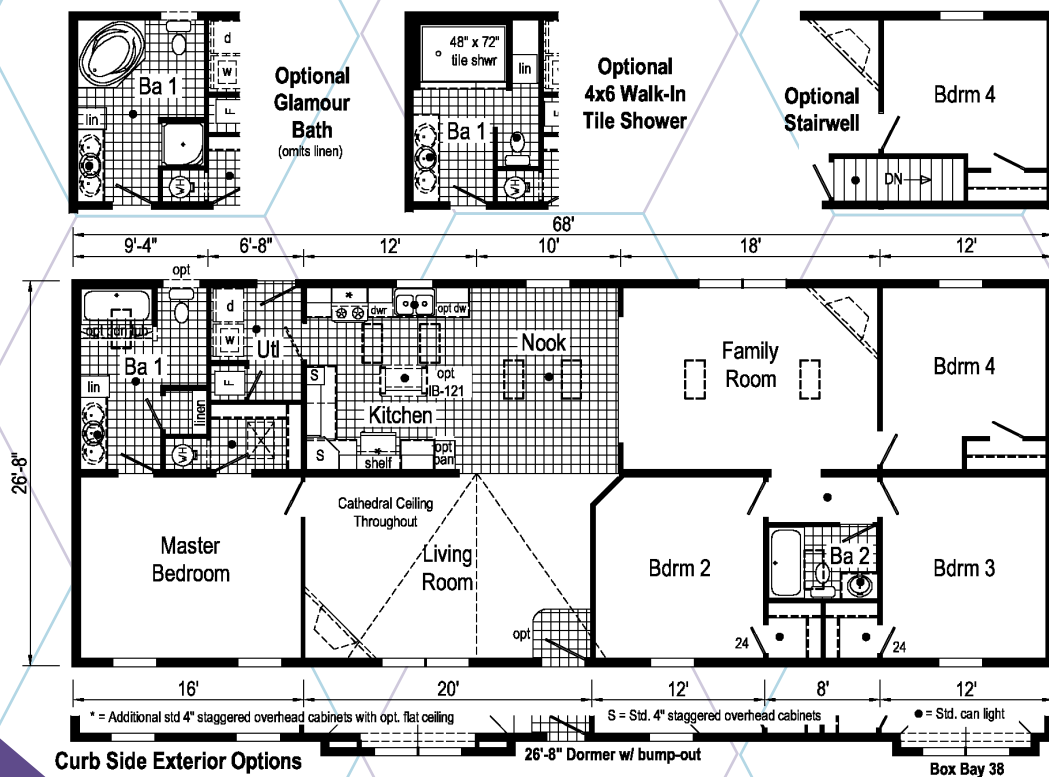 d
w
Ba 1
F
lin
WH
Optional
Glamour
Bath
(omits linen)
48" x 72"
tile shwr
lin
Ba 1
WH
Optional
4x6 Walk-In
Tile Shower
Optional
Stairwell
Bdrm 4
DN
68'
9'-4"
6'-8"
12'
10'
18'
12'
opt
26'-8"
d
w
Utl
F
Ba 1
lin
linen
WH
*
dwr
opt dw
S
opt
IB-121
Kitchen
S
*
shelf
opt
pan
Nook
Family
Room
Bdrm 4
Cathedral Ceiling
Throughout
Master
Bedroom
Living
Room
opt
Bdrm 2
Ba 2
Bdrm 3
24
24
16'
20'
12'
8'
12'
* = Additional std 4" staggered overhead cabinets with opt. flat ceiling
S = Std. 4" staggered overhead cabinets
● = Std. can light
Curb Side Exterior Options
26'-8" Dormer w/ bump-out
Box Bay 38